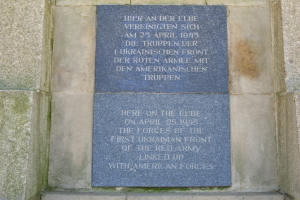 HIER AN DER ELBE
VEREINIGTEN SICH
AM 25. APRIL 1945
DIE TRUPPEN DER
I. UKRAINISCHEN FRONT
DER ROTEN ARMEE MIT
DEN AMERIKANISCHEN
TRUPPEN
HERE ON THE ELBE
ON APRIL 25, 1945
THE FORCES OF THE
FIRST UKRAINIAN FRONT
OF THE RED ARMY
LINKED UP
WITH AMERICAN FORCES